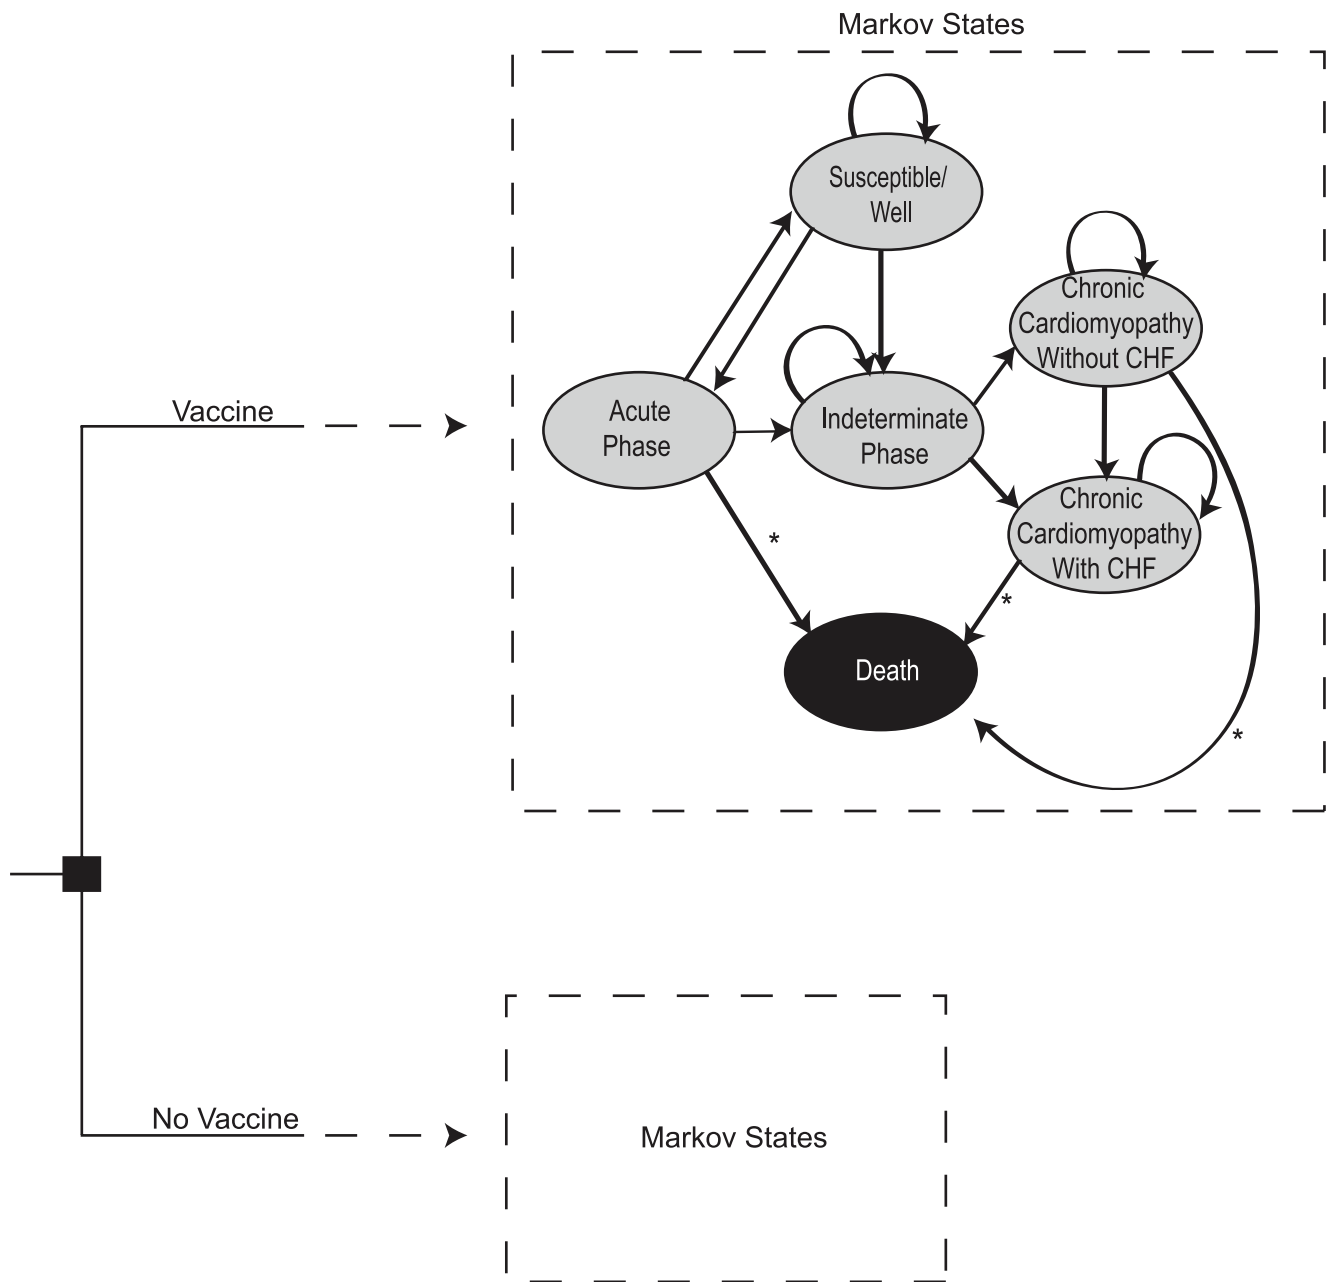 Markov States
Susceptible/
Well
Chronic
Cardiomyopathy
Without CHF
Vaccine
Acute
Phase
Indeterminate
Phase
Chronic
Cardiomyopathy
With CHF
*
*
Death
*
No Vaccine
Markov States